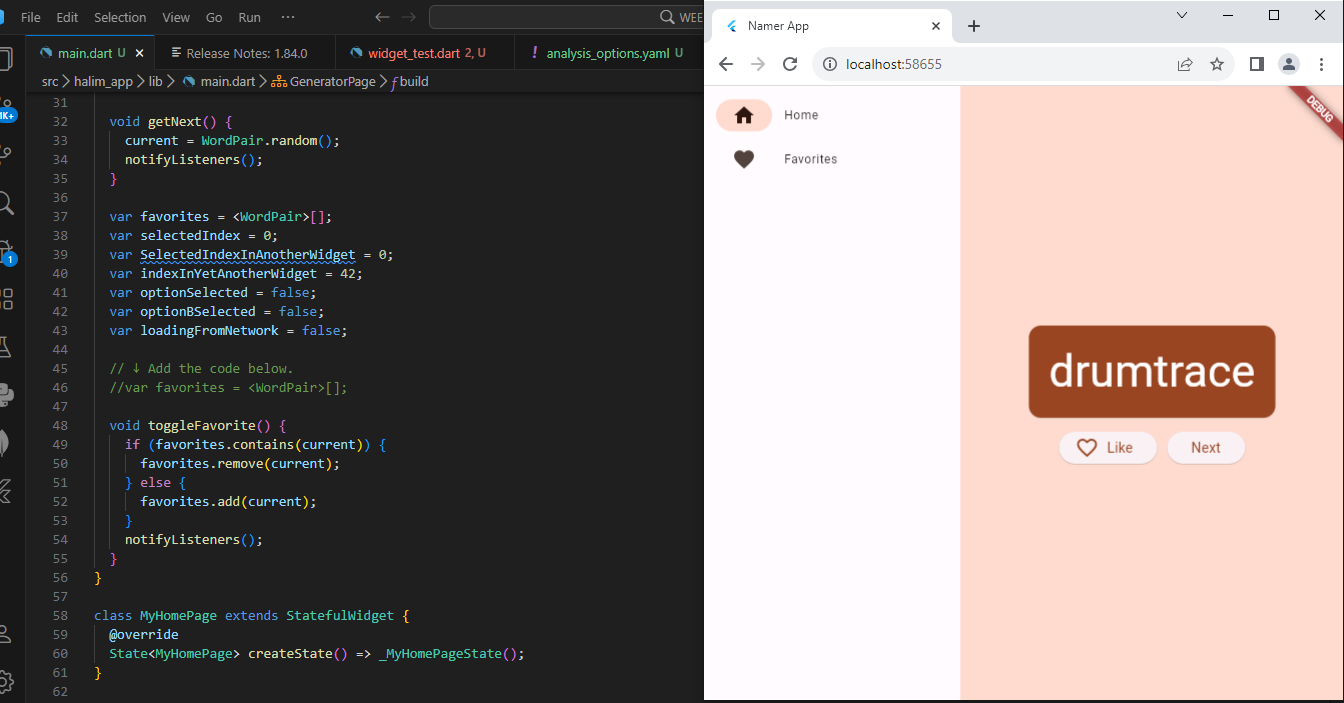 File Edit Selection View Go Run ···
WEE
main.dart U
Release Notes: 1.84.0
widget_test.dart 2, U
! analysis_options.yaml U
src > halim_app > lib > main.dart > GeneratorPage > build
K+
1
31
32 void getNext() {
33 current = WordPair.random();
34 notifyListeners();
35 }
36
37 var favorites = <WordPair>[];
38 var selectedIndex = 0;
39 var SelectedIndexInAnotherWidget = 0;
40 var indexInYetAnotherWidget = 42;
41 var optionSelected = false;
42 var optionBSelected = false;
43 var loadingFromNetwork = false;
44
45 // ↓ Add the code below.
46 //var favorites = <WordPair>[];
47
48 void toggleFavorite() {
49 if (favorites.contains(current)) {
50 favorites.remove(current);
51 } else {
52 favorites.add(current);
53 }
54 notifyListeners();
55 }
56 }
57
58 class MyHomePage extends StatefulWidget {
59 @override
60 State<MyHomePage> createState() => _MyHomePageState();
61 }
62
Namer App
localhost:58655
DEBUG
Home
Favorites
drumtrace
Like
Next